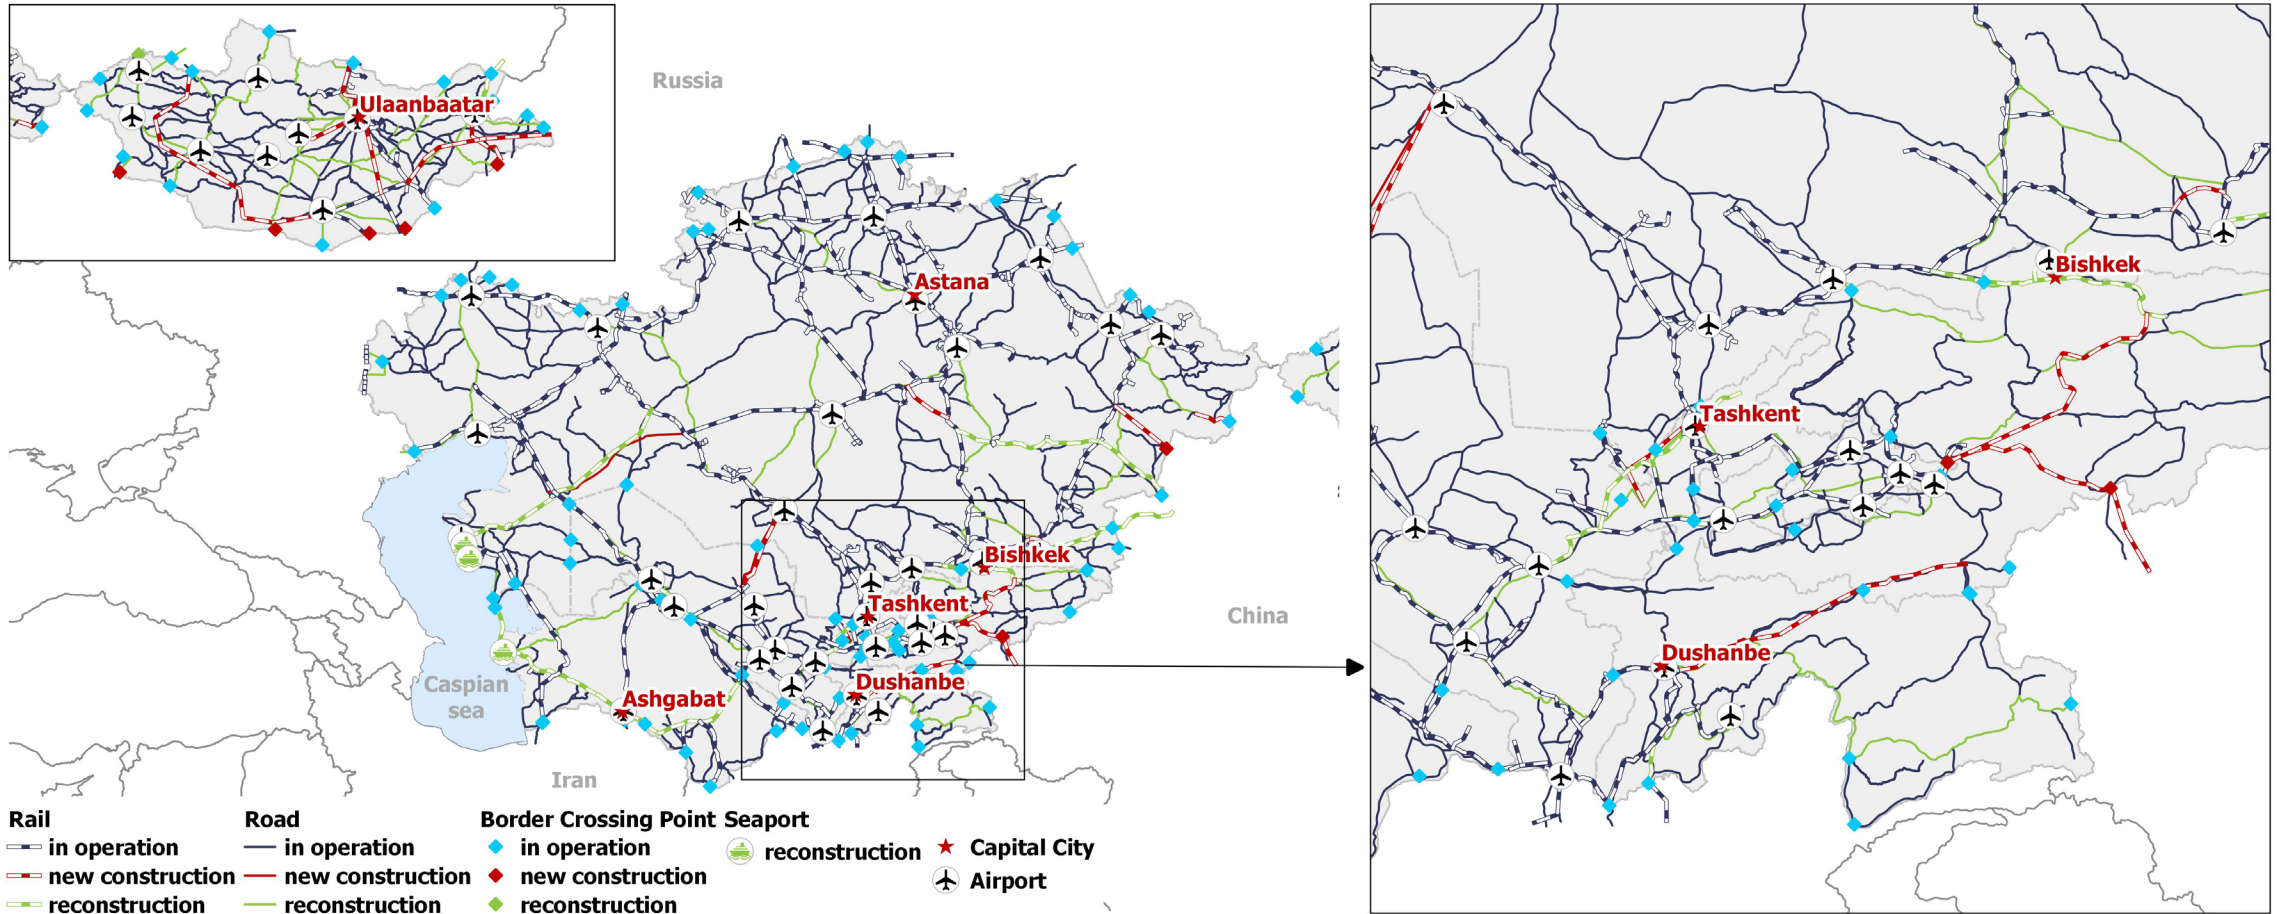 Ulaanbaatar
Russia
Astana
Bishkek
Tashkent
China
Dushanbe
Ashgabat
Caspian
sea
Iran
Bishkek
Tashkent
Dushanbe
Rail
in operation
new construction
reconstruction
Road
in operation
new construction
reconstruction
Border Crossing Point
in operation
new construction
reconstruction
Seaport
reconstruction
Capital City
Airport